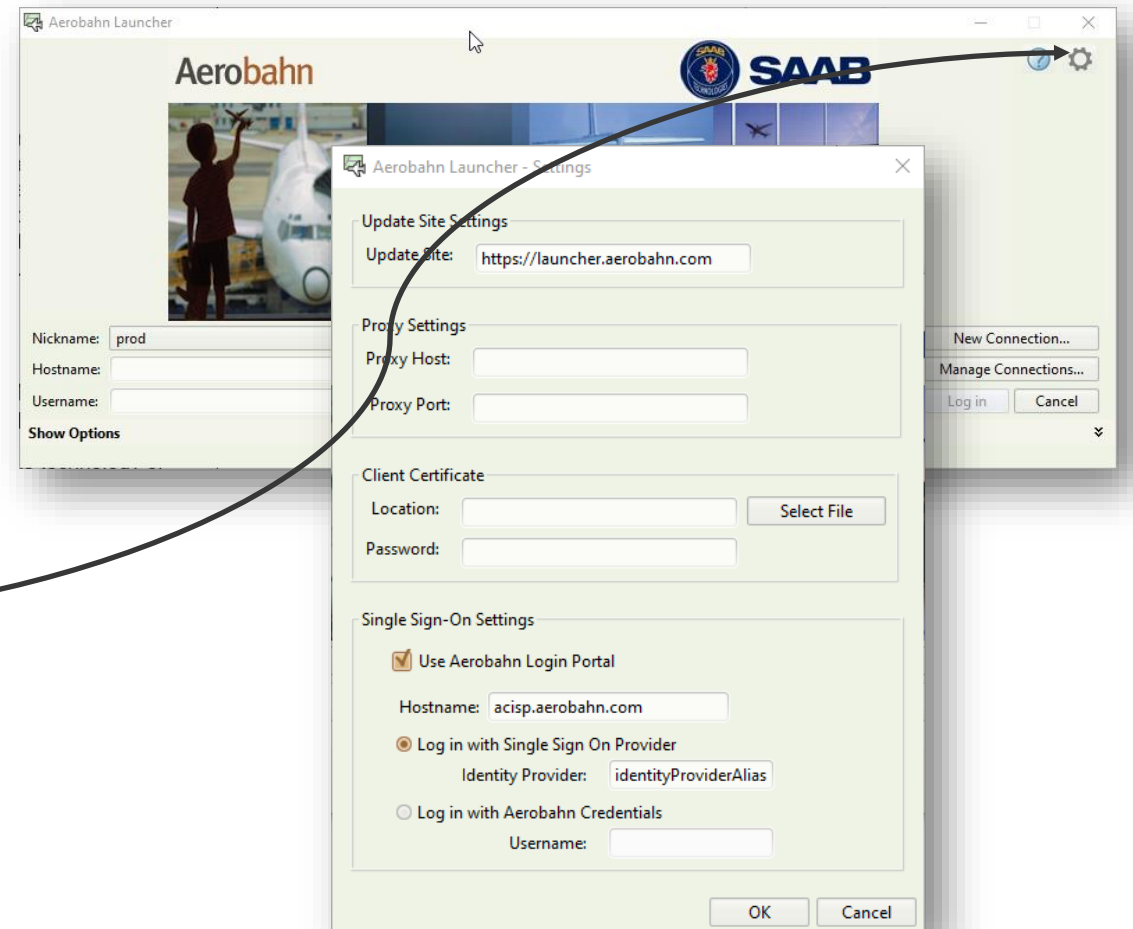 Aerobahn Launcher
Aerobahn
SAAB TECHNOLOGIES
SAAB
?
Nickname: prod
Hostname:
Username:
Show Options
New Connection...
Manage Connections...
Log in Cancel
Aerobahn Launcher - Settings
Update Site Settings
Update Site: https://launcher.aerobahn.com
Proxy Settings
Proxy Host:
Proxy Port:
Client Certificate
Location: Select File
Password:
Single Sign-On Settings
Use Aerobahn Login Portal
Hostname: acisp.aerobahn.com
Log in with Single Sign On Provider
Identity Provider: identityProviderAlias
Log in with Aerobahn Credentials
Username:
OK Cancel